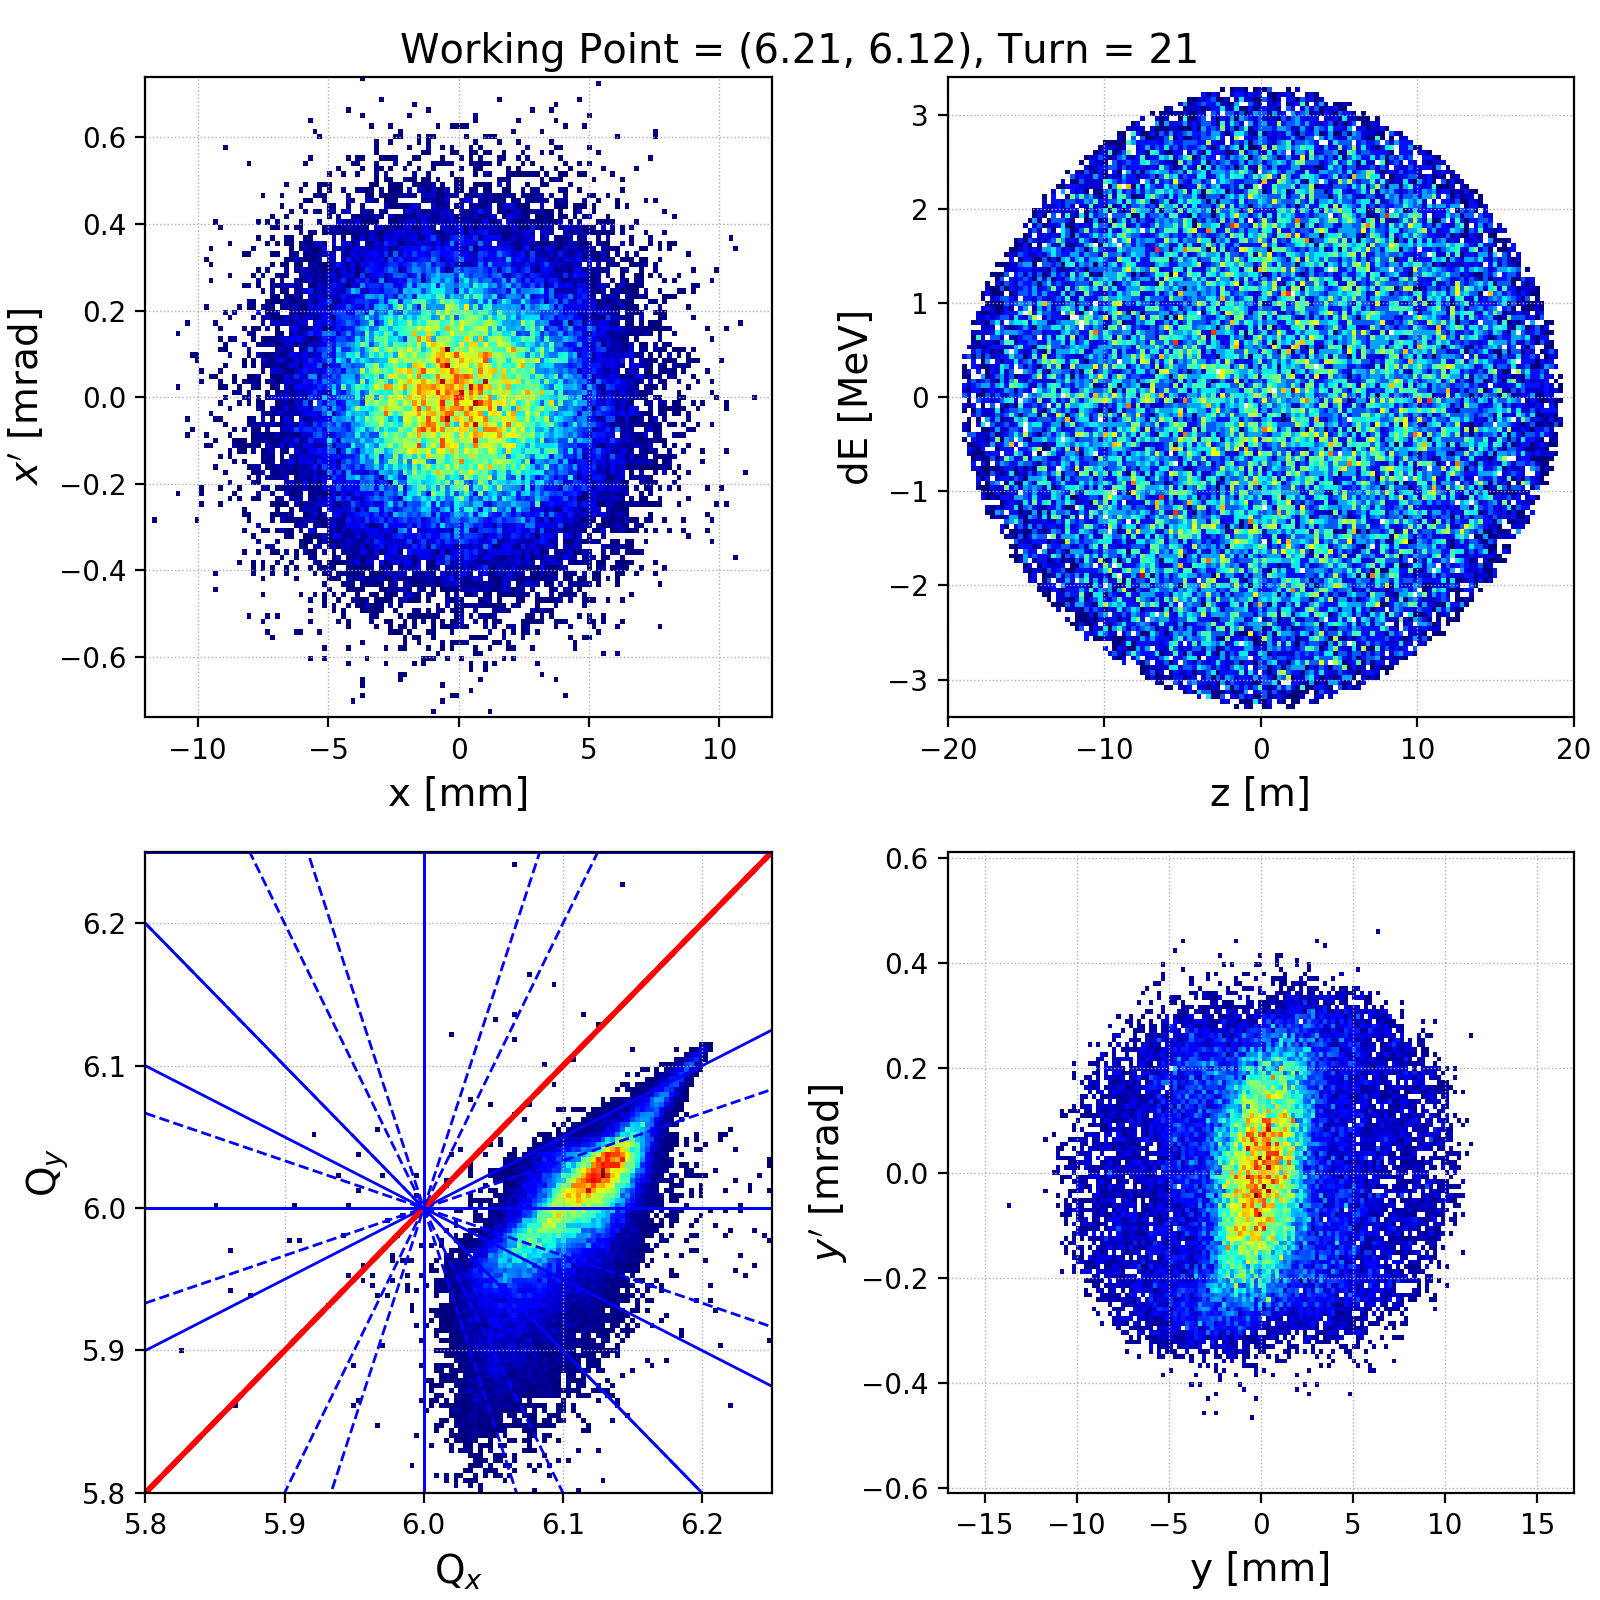 Working Point = (6.21, 6.12), Turn = 21
0.6
0.4
0.2
0.0
−0.2
−0.4
−0.6
x′ [mrad]
−10 −5 0 5 10
x [mm]
3
2
1
0
−1
−2
−3
dE [MeV]
−20 −10 0 10 20
z [m]
6.2
6.1
6.0
5.9
5.8
Qy
5.8 5.9 6.0 6.1 6.2
Qx
0.6
0.4
0.2
0.0
−0.2
−0.4
−0.6
y′ [mrad]
−15 −10 −5 0 5 10 15
y [mm]